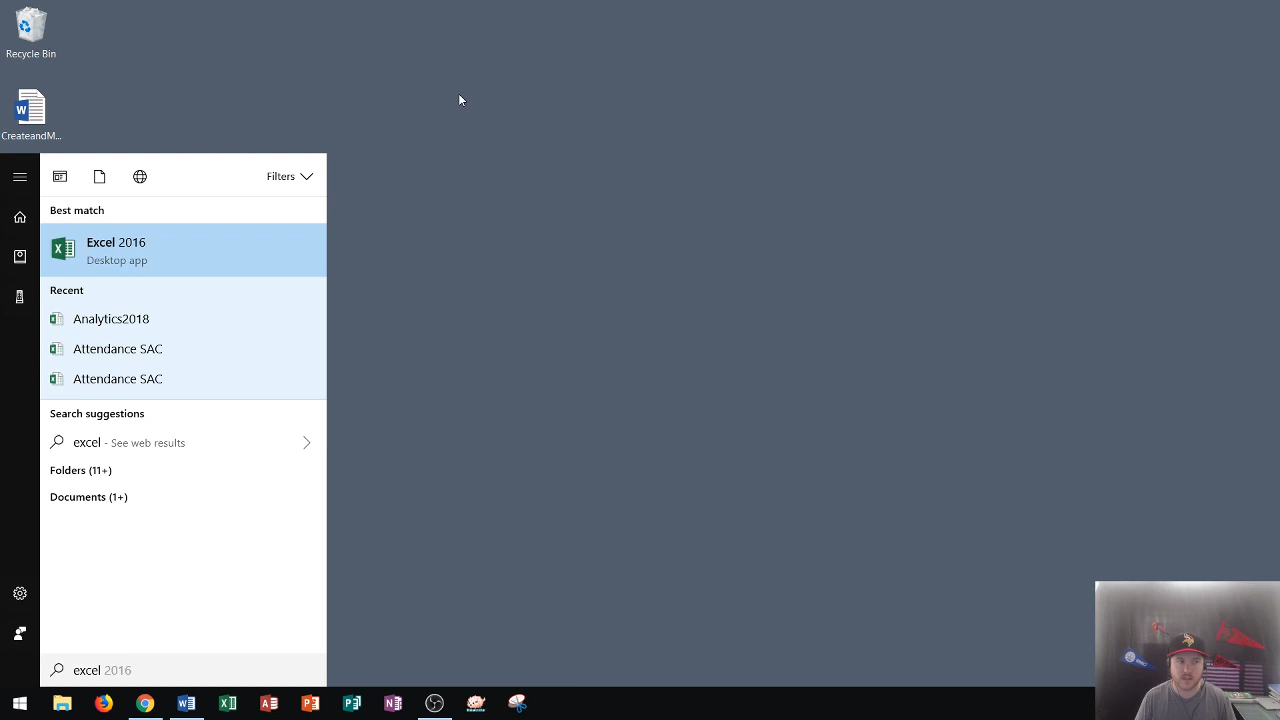 Recycle Bin
CreateandM...
Filters
Best match
Excel 2016
Desktop app
Recent
Analytics2018
Attendance SAC
Attendance SAC
Search suggestions
excel - See web results
Folders (11+)
Documents (1+)
excel 2016